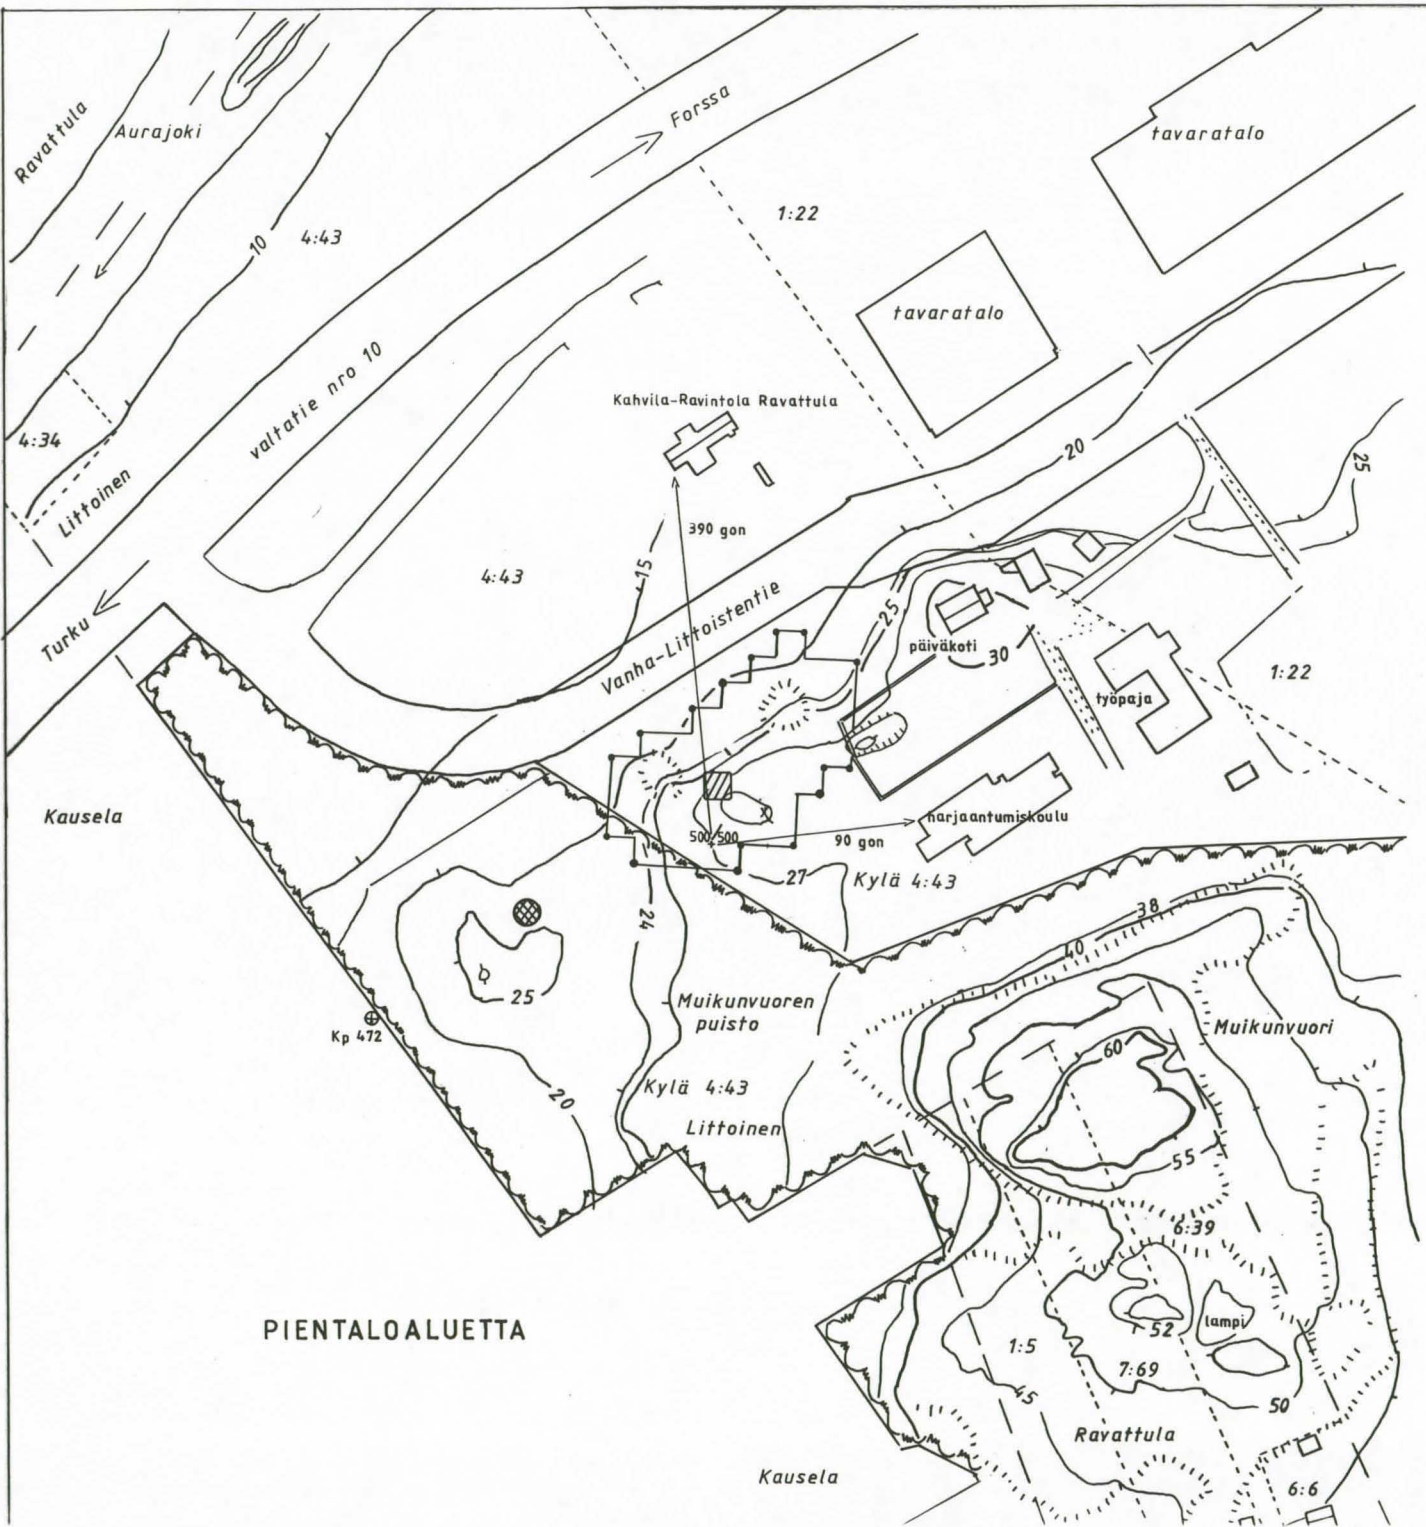 Ravattula
Aurajoki
Forssa
tavaratalo
10
4:43
1:22
tavaratalo
valtatie nro 10
Kahvila-Ravintola Ravattula
4:34
Littoinen
20
25
390 gon
4:43
15
Turku
Vanha-Littoistentie
25
päiväkoti
30
1:22
työpaja
Kausela
500/500
90 gon
harjaantumiskoulu
27
Kylä 4:43
24
38
40
25
Muikunvuoren
puisto
Muikunvuori
Kp 472
60
20
Kylä 4:43
Littoinen
55
6:39
PIENTALOALUETTA
52
lampi
1:5
7:69
45
50
Ravattula
Kausela
6:6